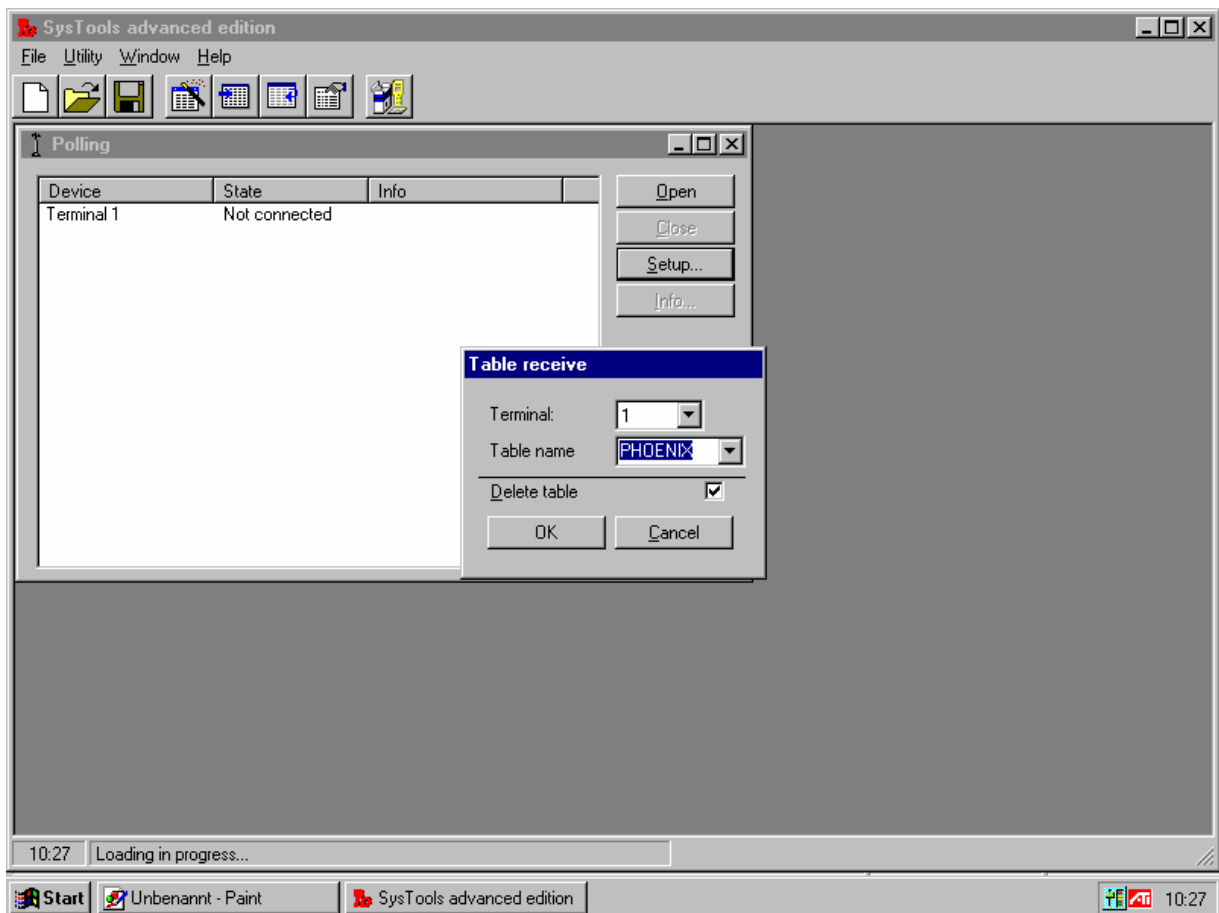 SysTools advanced edition
File Utility Window Help
Polling
Device State Info
Terminal 1 Not connected
Open
Close
Setup...
Info...
Table receive
Terminal: 1
Table name PHOENIX
Delete table
OK Cancel
10:27 Loading in progress...
Start Unbenannt - Paint SysTools advanced edition 10:27